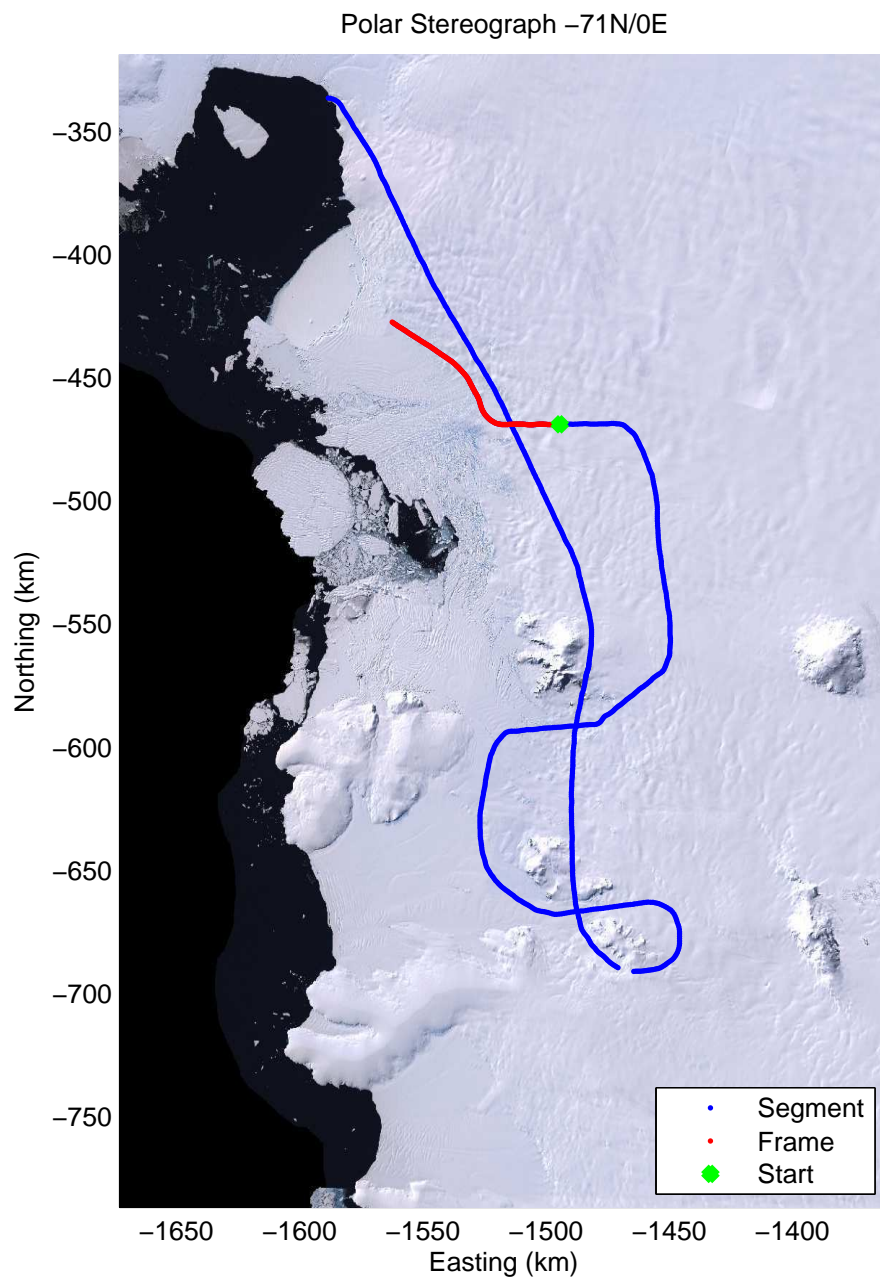 Polar Stereograph −71N/0E
−350
−400
−450
−500
−550
−600
−650
−700
−750
Northing (km)
Segment
Frame
Start
−1650 −1600 −1550 −1500 −1450 −1400
Easting (km)